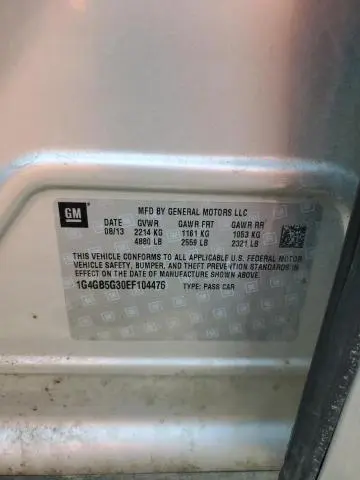 GM
MFD BY GENERAL MOTORS LLC
DATE GVWR GAWR FRT GAWR RR
08/13 2214 KG 1161 KG 1053 KG
4880 LB 2559 LB 2321 LB
THIS VEHICLE CONFORMS TO ALL APPLICABLE U.S. FEDERAL MOTOR
VEHICLE SAFETY, BUMPER, AND THEFT PREVENTION STANDARDS IN
EFFECT ON THE DATE OF MANUFACTURE SHOWN ABOVE.
1G4GB5G30EF104476 TYPE: PASS CAR